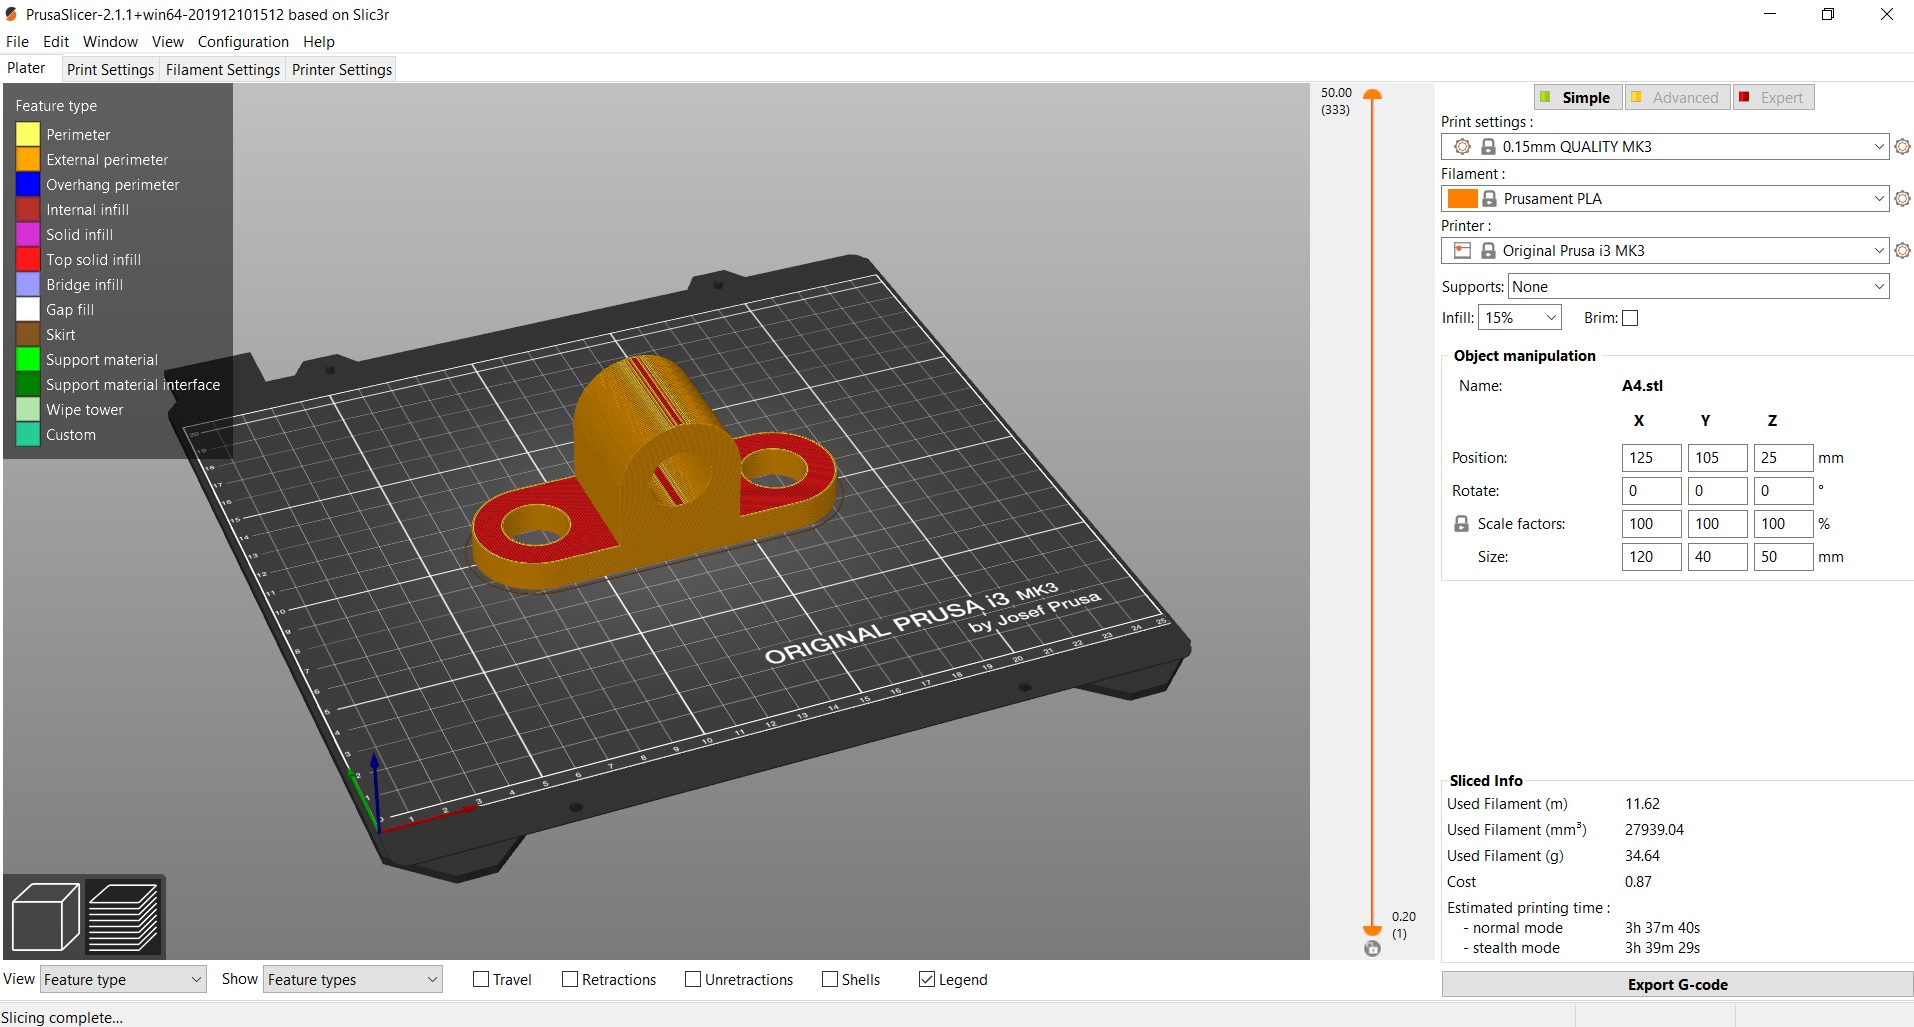 PrusaSlicer-2.1.1+win64-201912101512 based on Slic3r
File Edit Window View Configuration Help
Plater Print Settings Filament Settings Printer Settings
Feature type
Perimeter
External perimeter
Overhang perimeter
Internal infill
Solid infill
Top solid infill
Bridge infill
Gap fill
Skirt
Support material
Support material interface
Wipe tower
Custom
ORIGINAL PRUSA i3 MK3
by Josef Prusa
50.00
(333)
0.20
(1)
Simple Advanced Expert
Print settings :
0.15mm QUALITY MK3
Filament :
Prusament PLA
Printer :
Original Prusa i3 MK3
Supports: None
Infill: 15% Brim:
Object manipulation
Name: A4.stl
X Y Z
Position: 125 105 25 mm
Rotate: 0 0 0 °
Scale factors: 100 100 100 %
Size: 120 40 50 mm
Sliced Info
Used Filament (m) 11.62
Used Filament (mm³) 27939.04
Used Filament (g) 34.64
Cost 0.87
Estimated printing time :
- normal mode 3h 37m 40s
- stealth mode 3h 39m 29s
Export G-code
View Feature type Show Feature types Travel Retractions Unretractions Shells Legend
Slicing complete...